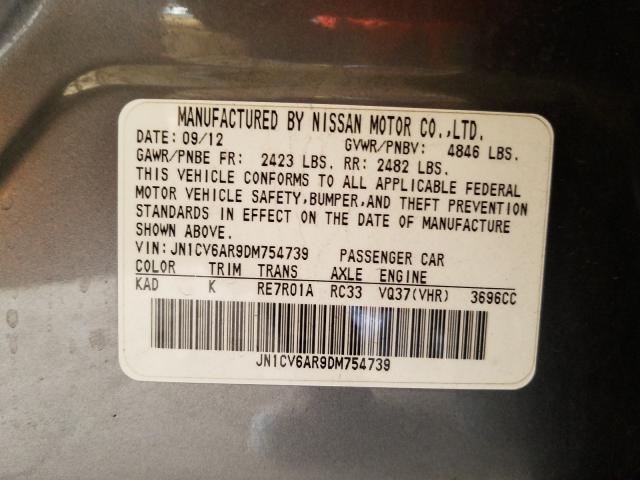 MANUFACTURED BY NISSAN MOTOR CO.,LTD.
DATE: 09/12 GVWR/PNBV: 4846 LBS.
GAWR/PNBE FR: 2423 LBS. RR: 2482 LBS.
THIS VEHICLE CONFORMS TO ALL APPLICABLE FEDERAL
MOTOR VEHICLE SAFETY,BUMPER,AND THEFT PREVENTION
STANDARDS IN EFFECT ON THE DATE OF MANUFACTURE
SHOWN ABOVE.
VIN:JN1CV6AR9DM754739 PASSENGER CAR
COLOR TRIM TRANS AXLE ENGINE
KAD K RE7R01A RC33 VQ37(VHR) 3696CC
JN1CV6AR9DM754739